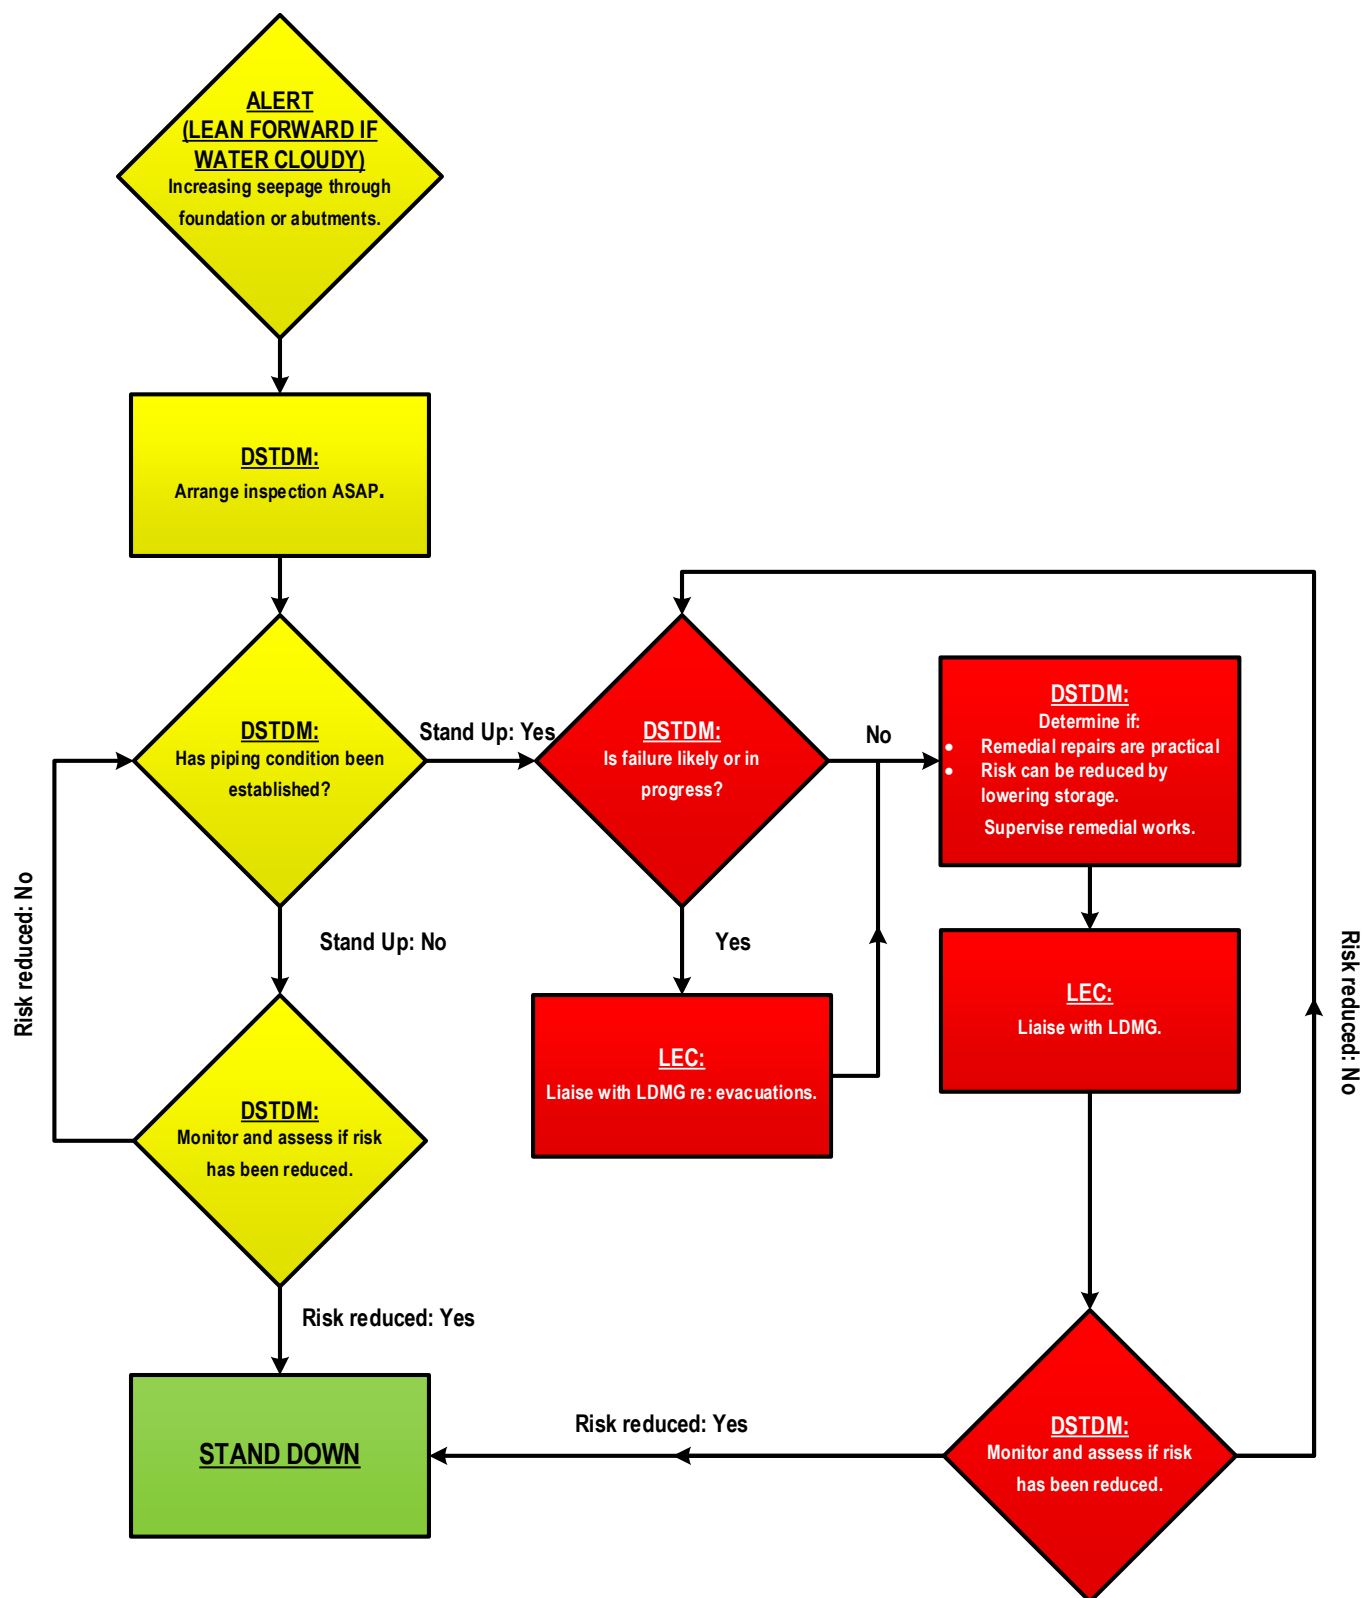 ALERT
(LEAN FORWARD IF
WATER CLOUDY)
Increasing seepage through
foundation or abutments.
DSTDM:
Arrange inspection ASAP.
DSTDM:
Has piping condition been
established?
Stand Up: Yes
DSTDM:
Is failure likely or in
progress?
No
DSTDM:
Determine if:
• Remedial repairs are practical
• Risk can be reduced by
lowering storage.
Supervise remedial works.
Risk reduced: No
Stand Up: No
Yes
LEC:
Liaise with LDMG re: evacuations.
LEC:
Liaise with LDMG.
Risk reduced: No
DSTDM:
Monitor and assess if risk
has been reduced.
Risk reduced: Yes
STAND DOWN
Risk reduced: Yes
DSTDM:
Monitor and assess if risk
has been reduced.